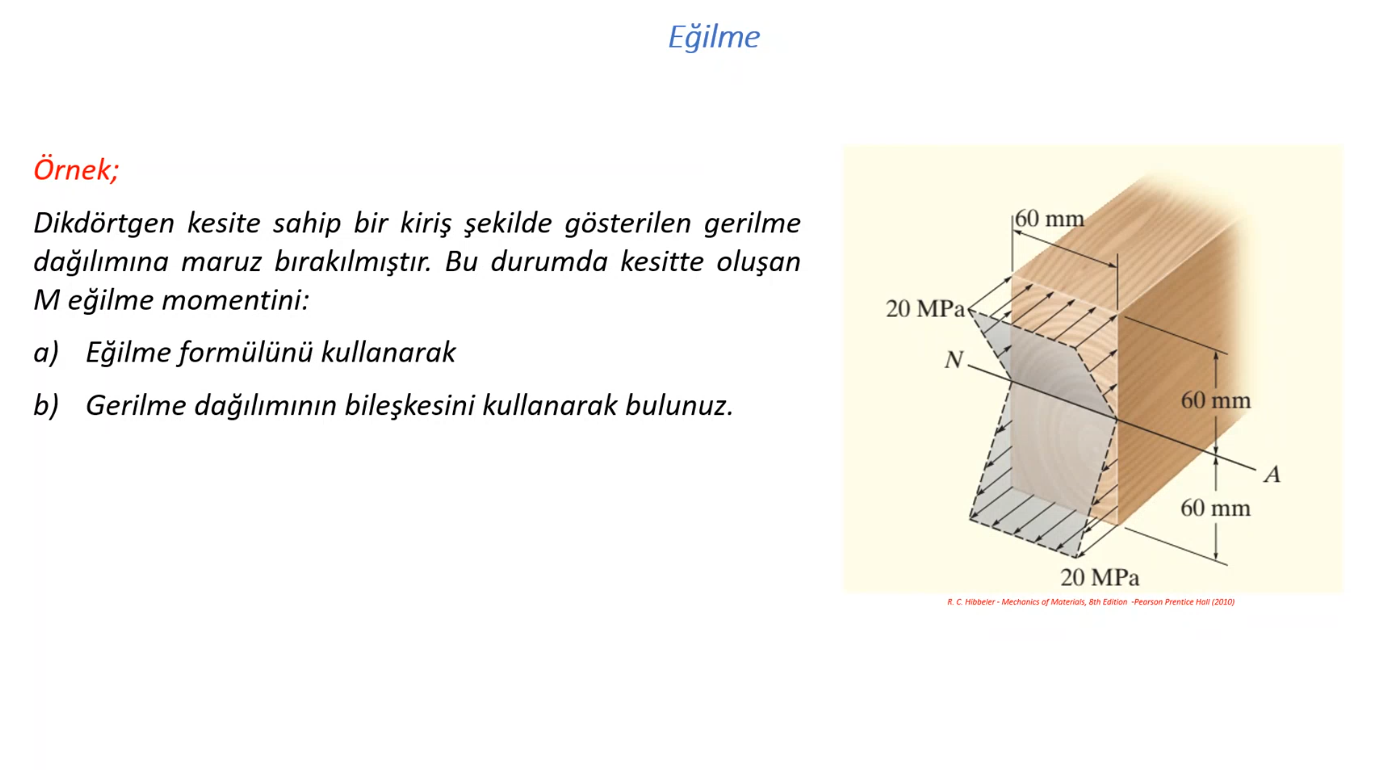 Eğilme
Örnek;
Dikdörtgen kesite sahip bir kiriş şekilde gösterilen gerilme
dağılımına maruz bırakılmıştır. Bu durumda kesitte oluşan
M eğilme momentini:
a) Eğilme formülünü kullanarak
b) Gerilme dağılımının bileşkesini kullanarak bulunuz.
60 mm
20 MPa
N
60 mm
A
60 mm
20 MPa
R. C. Hibbeler - Mechanics of Materials, 8th Edition -Pearson Prentice Hall (2010)